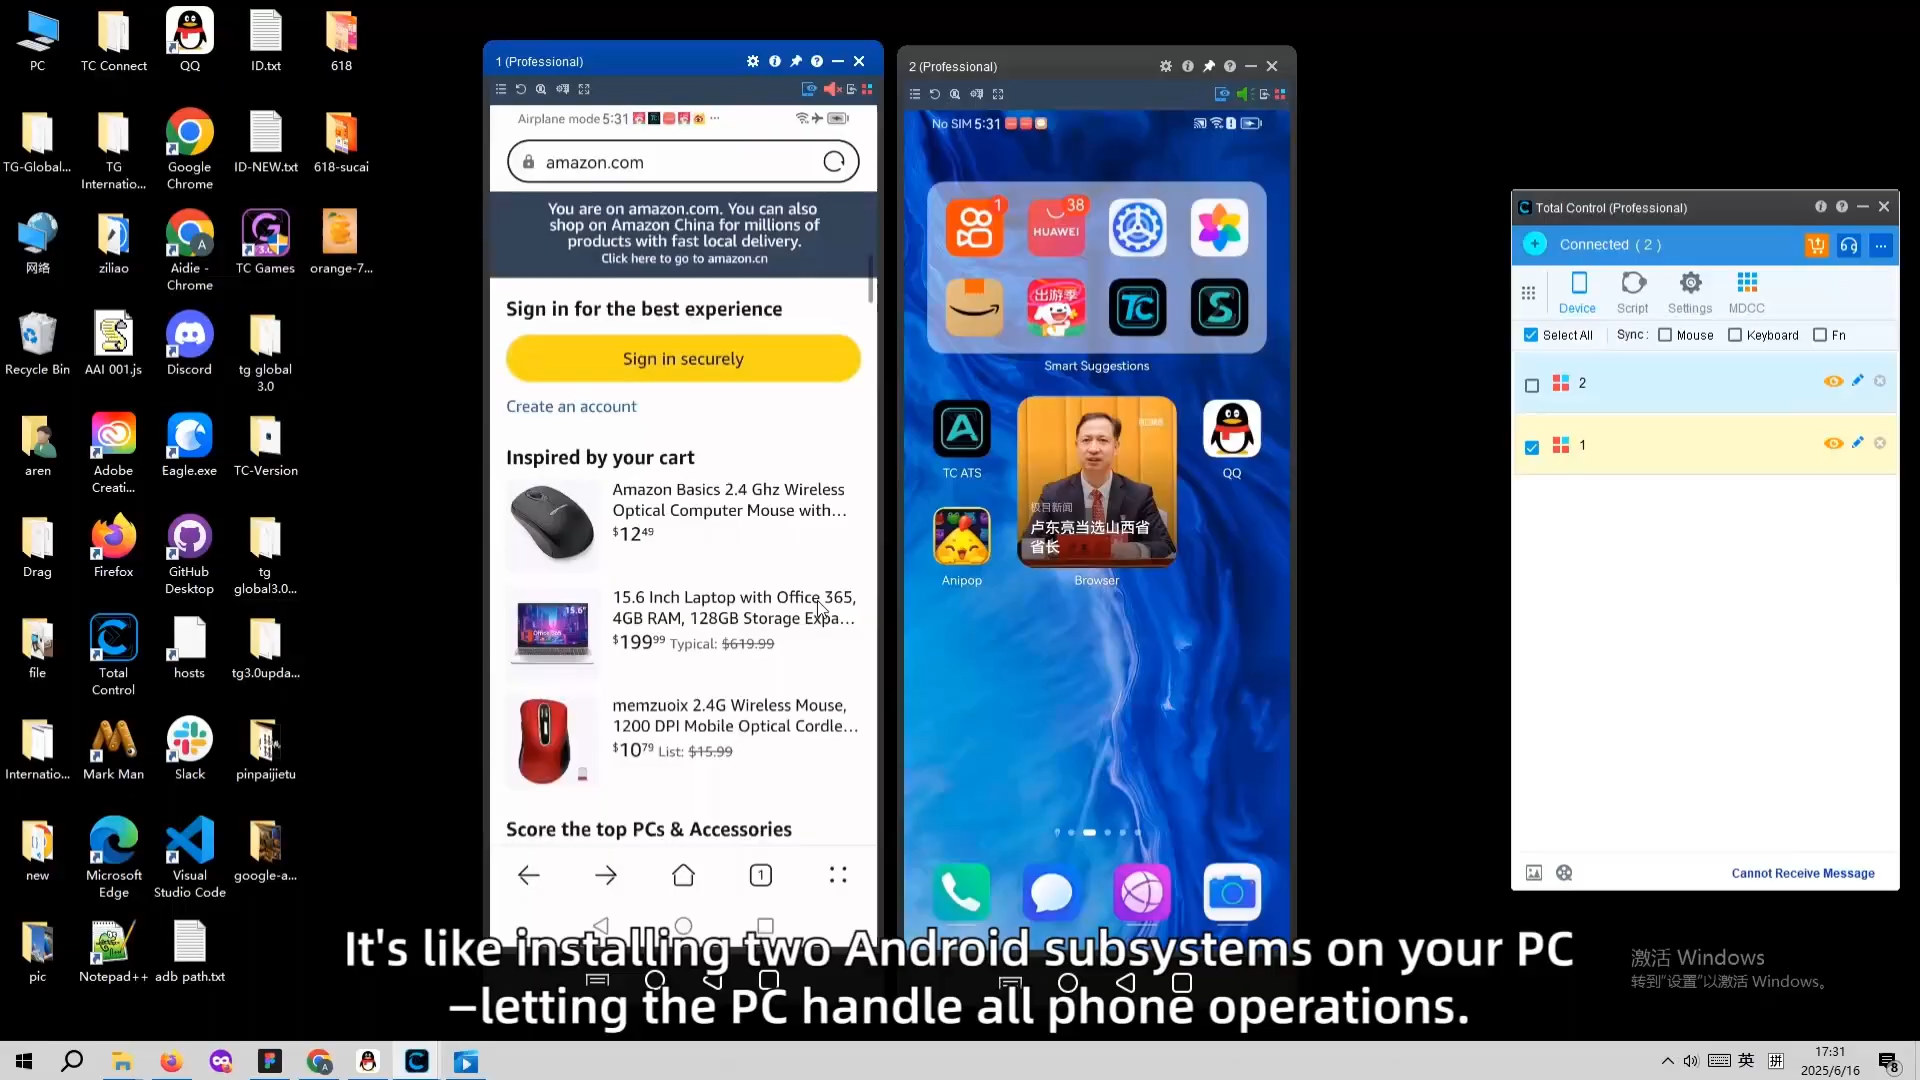 PC
TC Connect
QQ
ID.txt
618
TG-Global...
TG
Internatio...
Google
Chrome
ID-NEW.txt
618-sucai
网络
ziliao
Aidie -
Chrome
TC Games
orange-7...
Recycle Bin
AAI 001.js
Discord
tg global
3.0
aren
Adobe
Creati...
Eagle.exe
TC-Version
Drag
Firefox
GitHub
Desktop
tg
global3.0...
file
Total
Control
hosts
tg3.0upda...
Internatio...
Mark Man
Slack
pinpaijietu
new
Microsoft
Edge
Visual
Studio Code
google-a...
pic
Notepad++
adb path.txt
1 (Professional)
Airplane mode 5:31
amazon.com
You are on amazon.com. You can also
shop on Amazon China for millions of
products with fast local delivery.
Click here to go to amazon.cn
Sign in for the best experience
Sign in securely
Create an account
Inspired by your cart
Amazon Basics 2.4 Ghz Wireless
Optical Computer Mouse with...
$12 49
15.6 Inch Laptop with Office 365,
4GB RAM, 128GB Storage Expa...
$199 99 Typical: $619.99
memzuoix 2.4G Wireless Mouse,
1200 DPI Mobile Optical Cordle...
$10 79 List: $15.99
Score the top PCs & Accessories
1
2 (Professional)
No SIM 5:31
1
38
HUAWEI
出游季
TC
S
Smart Suggestions
TC ATS
极目新闻
卢东亮当选山西省
省长
QQ
Anipop
Browser
Total Control (Professional)
Connected ( 2 )
Device
Script
Settings
MDCC
Select All
Sync :
Mouse
Keyboard
Fn
2
1
Cannot Receive Message
It's like installing two Android subsystems on your PC
—letting the PC handle all phone operations.
激活 Windows
转到"设置"以激活 Windows。
英
拼
17:31
2025/6/16
8